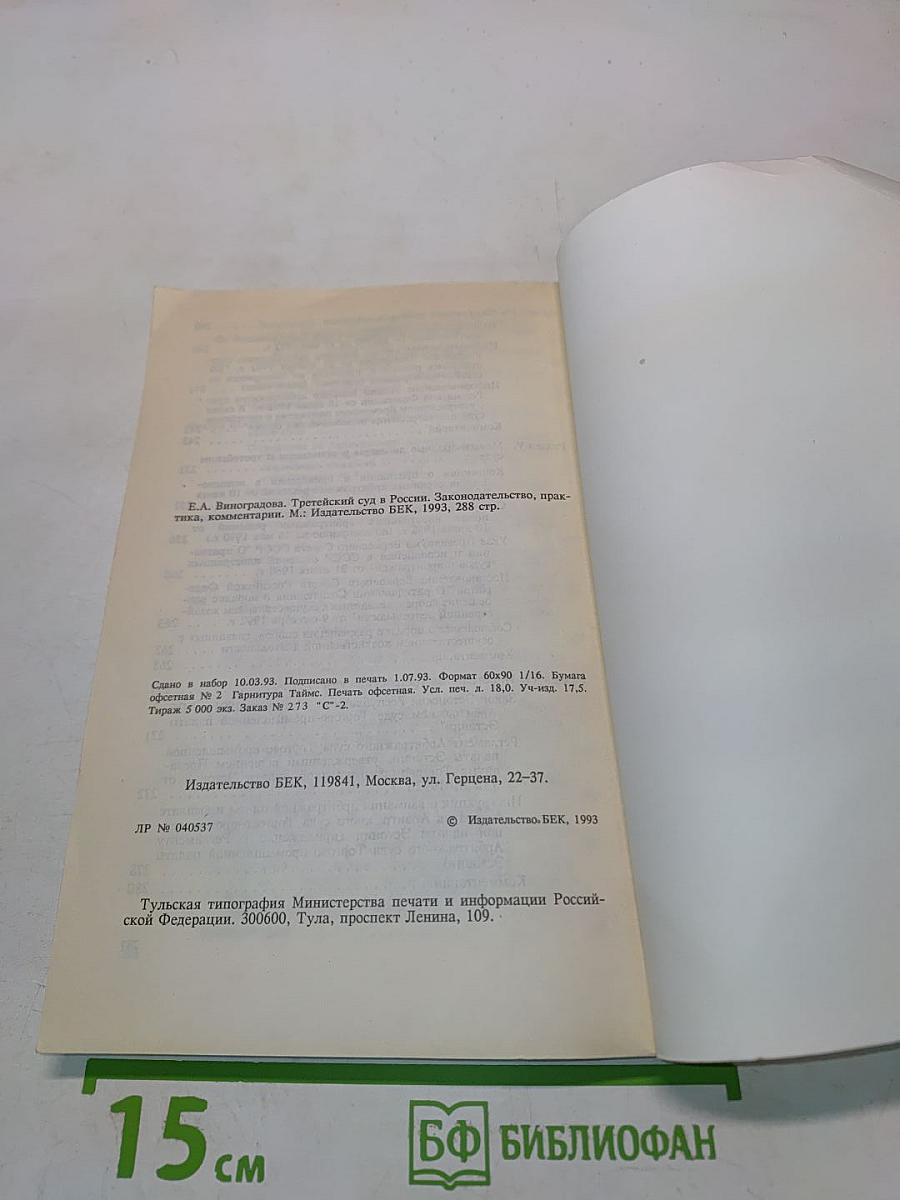 Е.А. Виноградова. Третейский суд в России. Законодательство, прак-
тика, комментарии. М.: Издательство БЕК, 1993, 288 стр.
Сдано в набор 10.03.93. Подписано в печать 1.07.93. Формат 60х90 1/16. Бумага
офсетная № 2 Гарнитура Таймс. Печать офсетная. Усл. печ. л. 18,0. Уч-изд. 17,5.
Тираж 5 000 экз. Заказ № 273 "С"-2.
Издательство БЕК, 119841, Москва, ул. Герцена, 22–37.
ЛР № 040537
© Издательство БЕК, 1993
Тульская типография Министерства печати и информации Россий-
ской Федерации. 300600, Тула, проспект Ленина, 109.
15 см
БФ БИБЛИОФАН